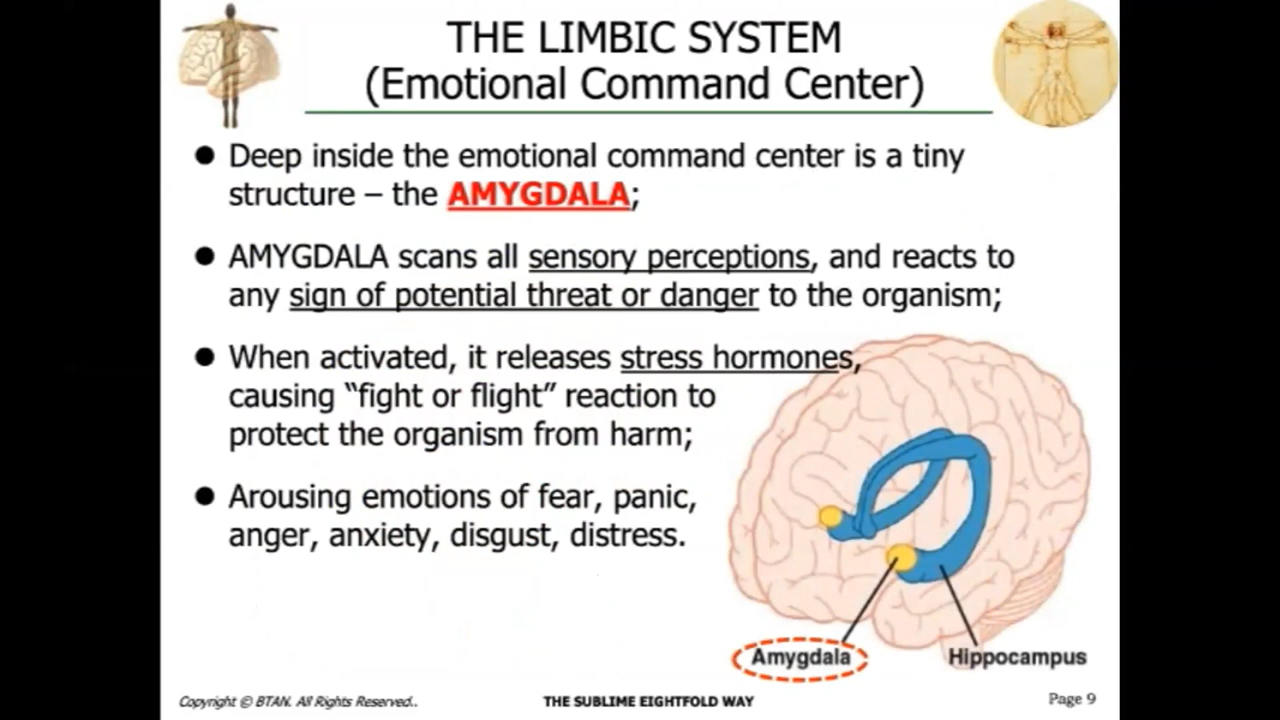 THE LIMBIC SYSTEM
(Emotional Command Center)
● Deep inside the emotional command center is a tiny
structure – the AMYGDALA;
● AMYGDALA scans all sensory perceptions, and reacts to
any sign of potential threat or danger to the organism;
● When activated, it releases stress hormones,
causing “fight or flight” reaction to
protect the organism from harm;
● Arousing emotions of fear, panic,
anger, anxiety, disgust, distress.
Amygdala
Hippocampus
Copyright © BTAN. All Rights Reserved..
THE SUBLIME EIGHTFOLD WAY
Page 9